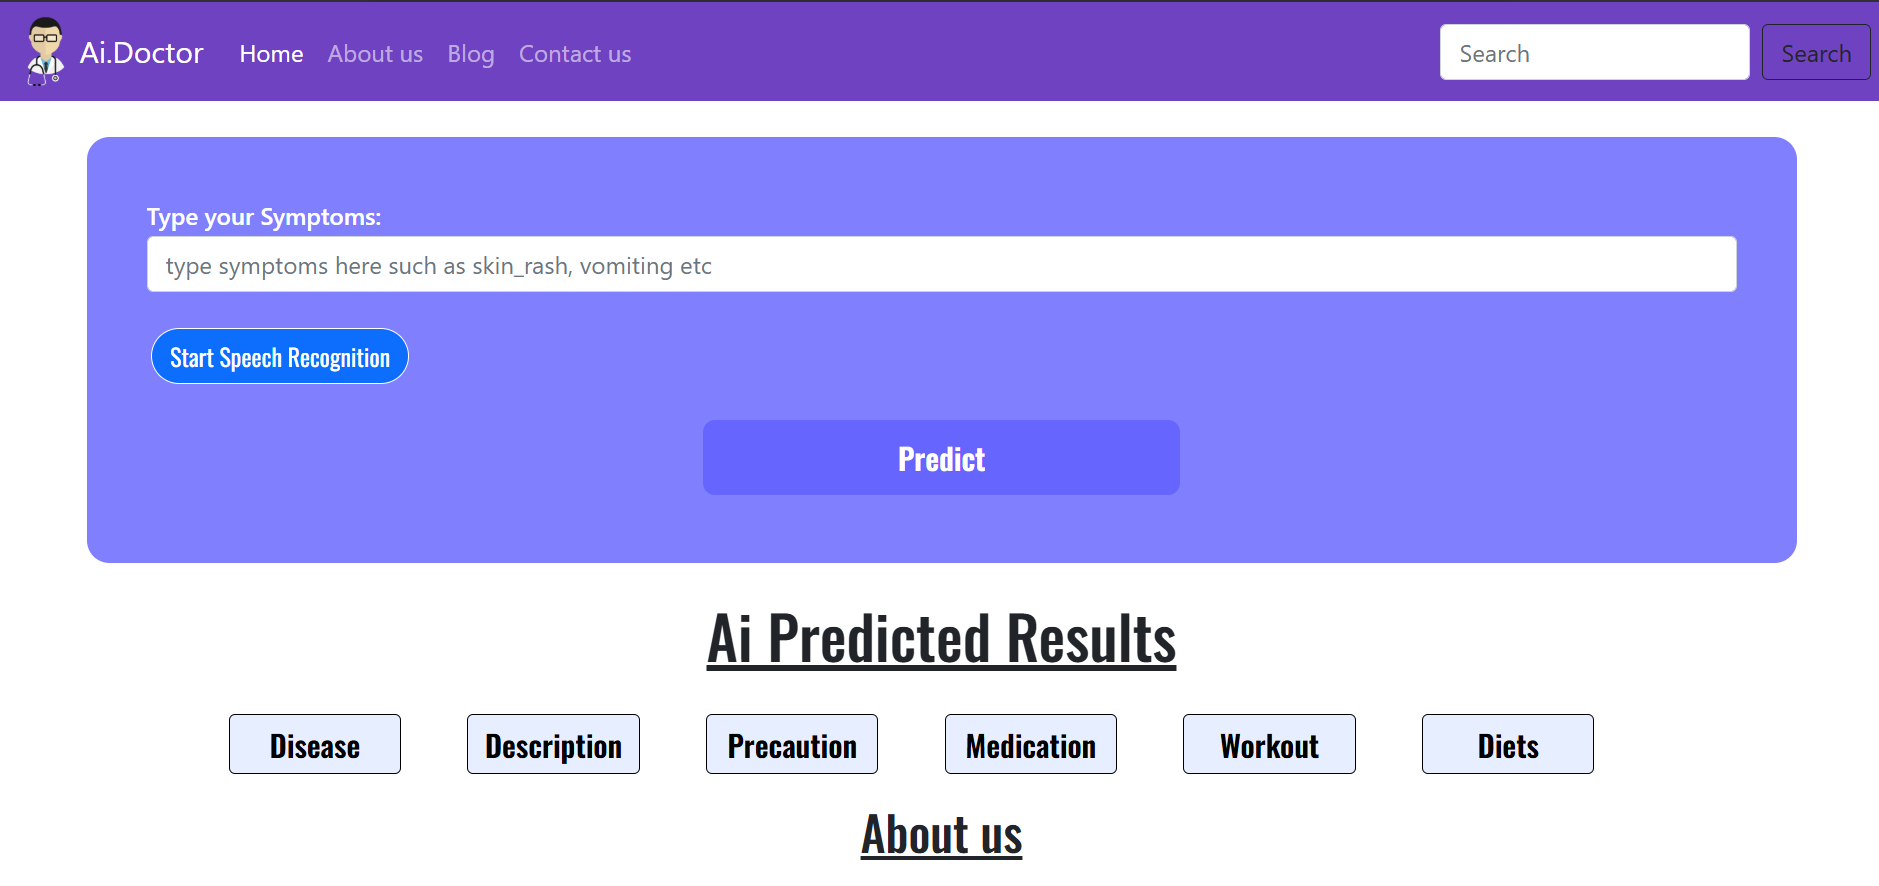 Ai.Doctor Home About us Blog Contact us Search Search
Type your Symptoms:
type symptoms here such as skin_rash, vomiting etc
Start Speech Recognition
Predict
Ai Predicted Results
Disease Description Precaution Medication Workout Diets
About us